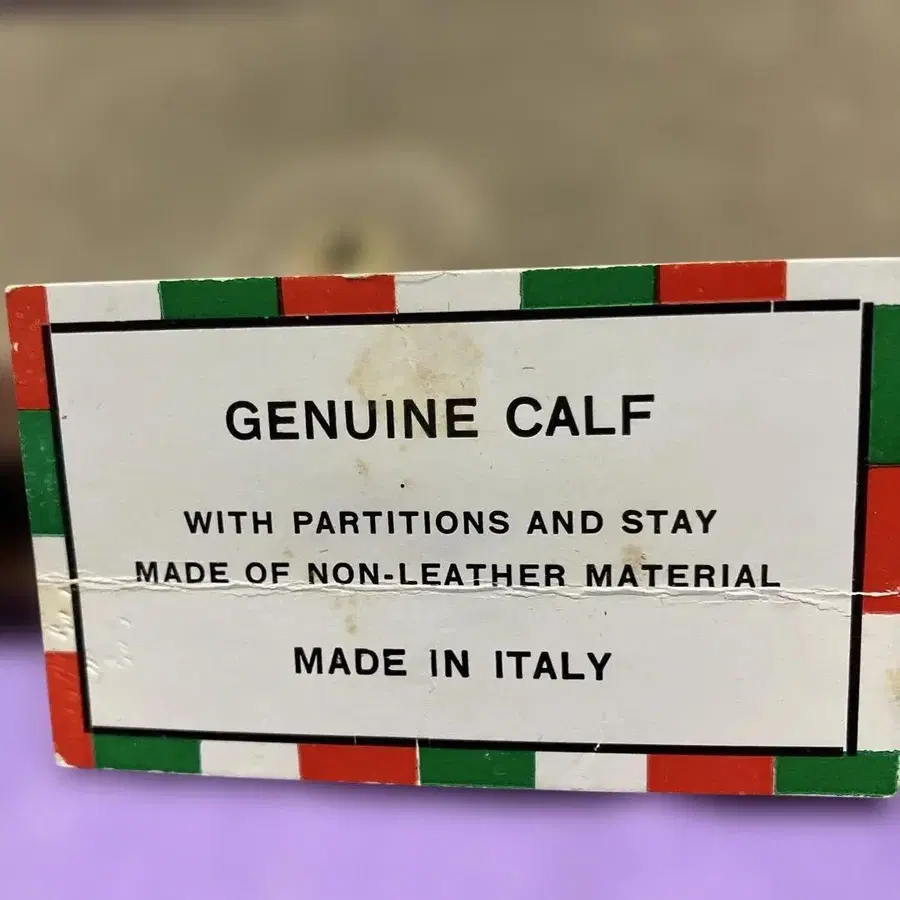 GENUINE CALF
WITH PARTITIONS AND STAY
MADE OF NON-LEATHER MATERIAL
MADE IN ITALY